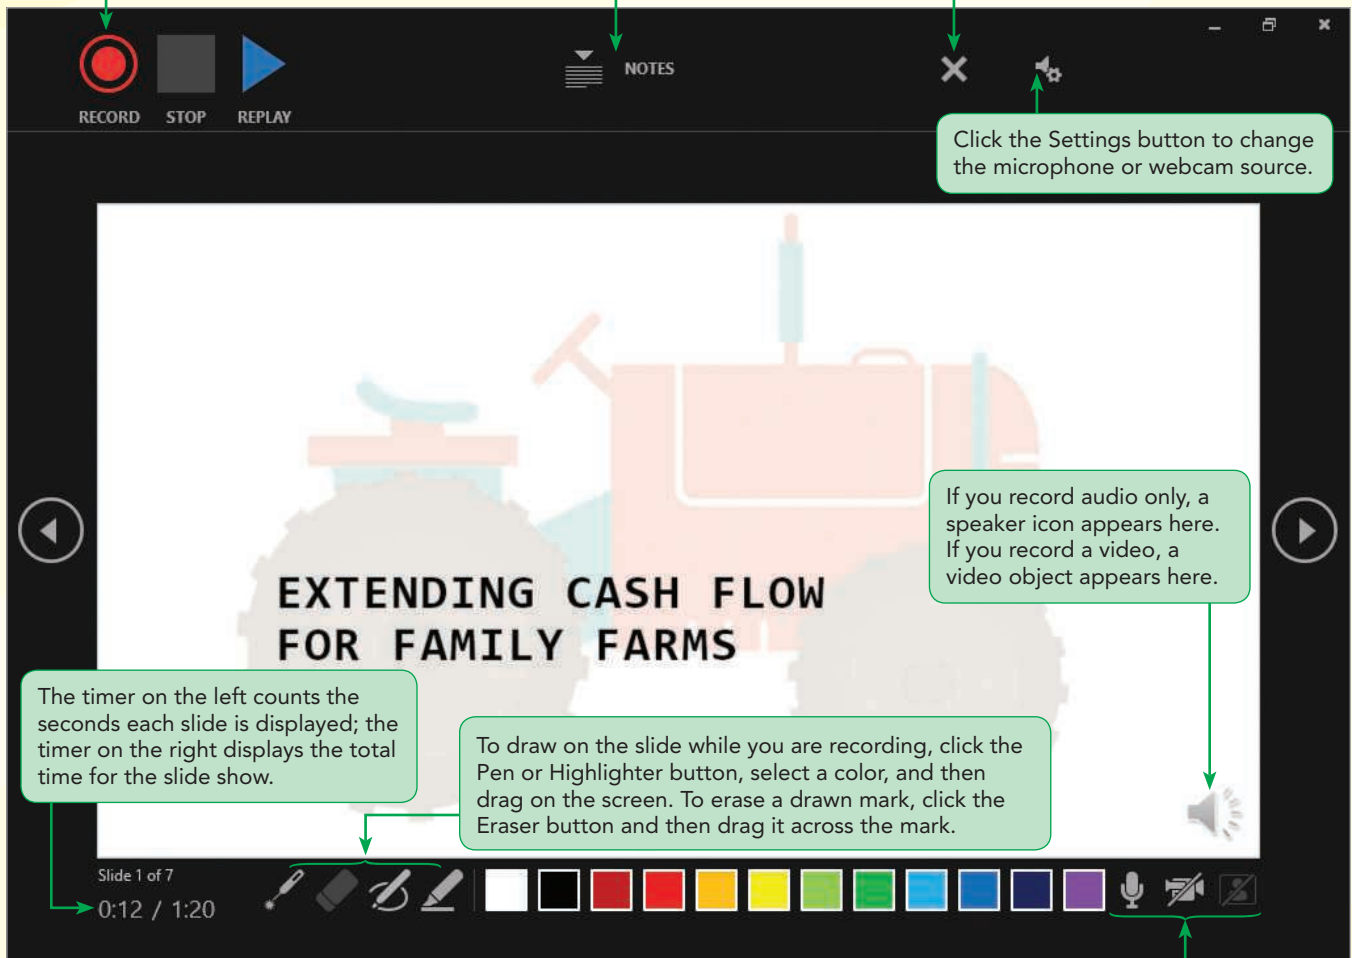 NOTES
RECORD STOP REPLAY
Click the Settings button to change
the microphone or webcam source.
If you record audio only, a
speaker icon appears here.
If you record a video, a
video object appears here.
EXTENDING CASH FLOW
FOR FAMILY FARMS
The timer on the left counts the
seconds each slide is displayed; the
timer on the right displays the total
time for the slide show.
To draw on the slide while you are recording, click the
Pen or Highlighter button, select a color, and then
drag on the screen. To erase a drawn mark, click the
Eraser button and then drag it across the mark.
Slide 1 of 7
0:12 / 1:20